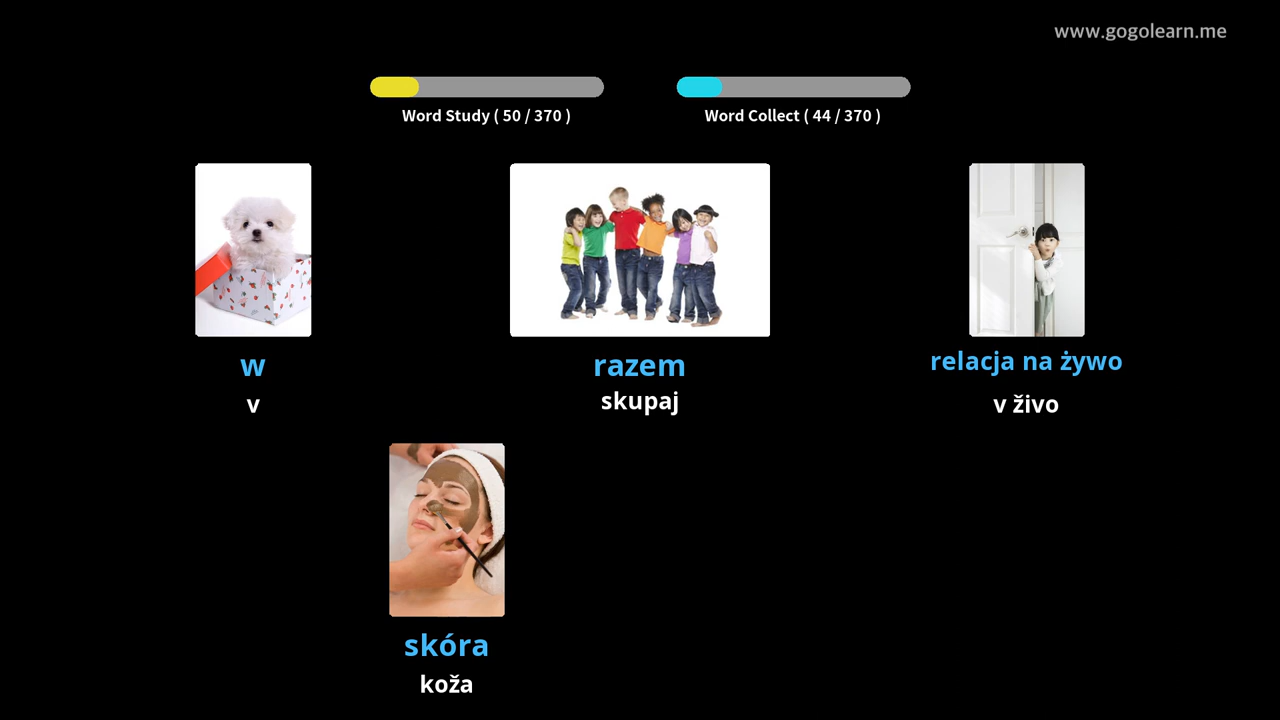 www.gogolearn.me
Word Study ( 50 / 370 )
Word Collect ( 44 / 370 )
w
v
razem
skupaj
relacja na żywo
v živo
skóra
koža